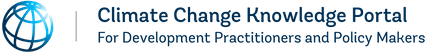 Climate Change Knowledge Portal
For Development Practitioners and Policy Makers